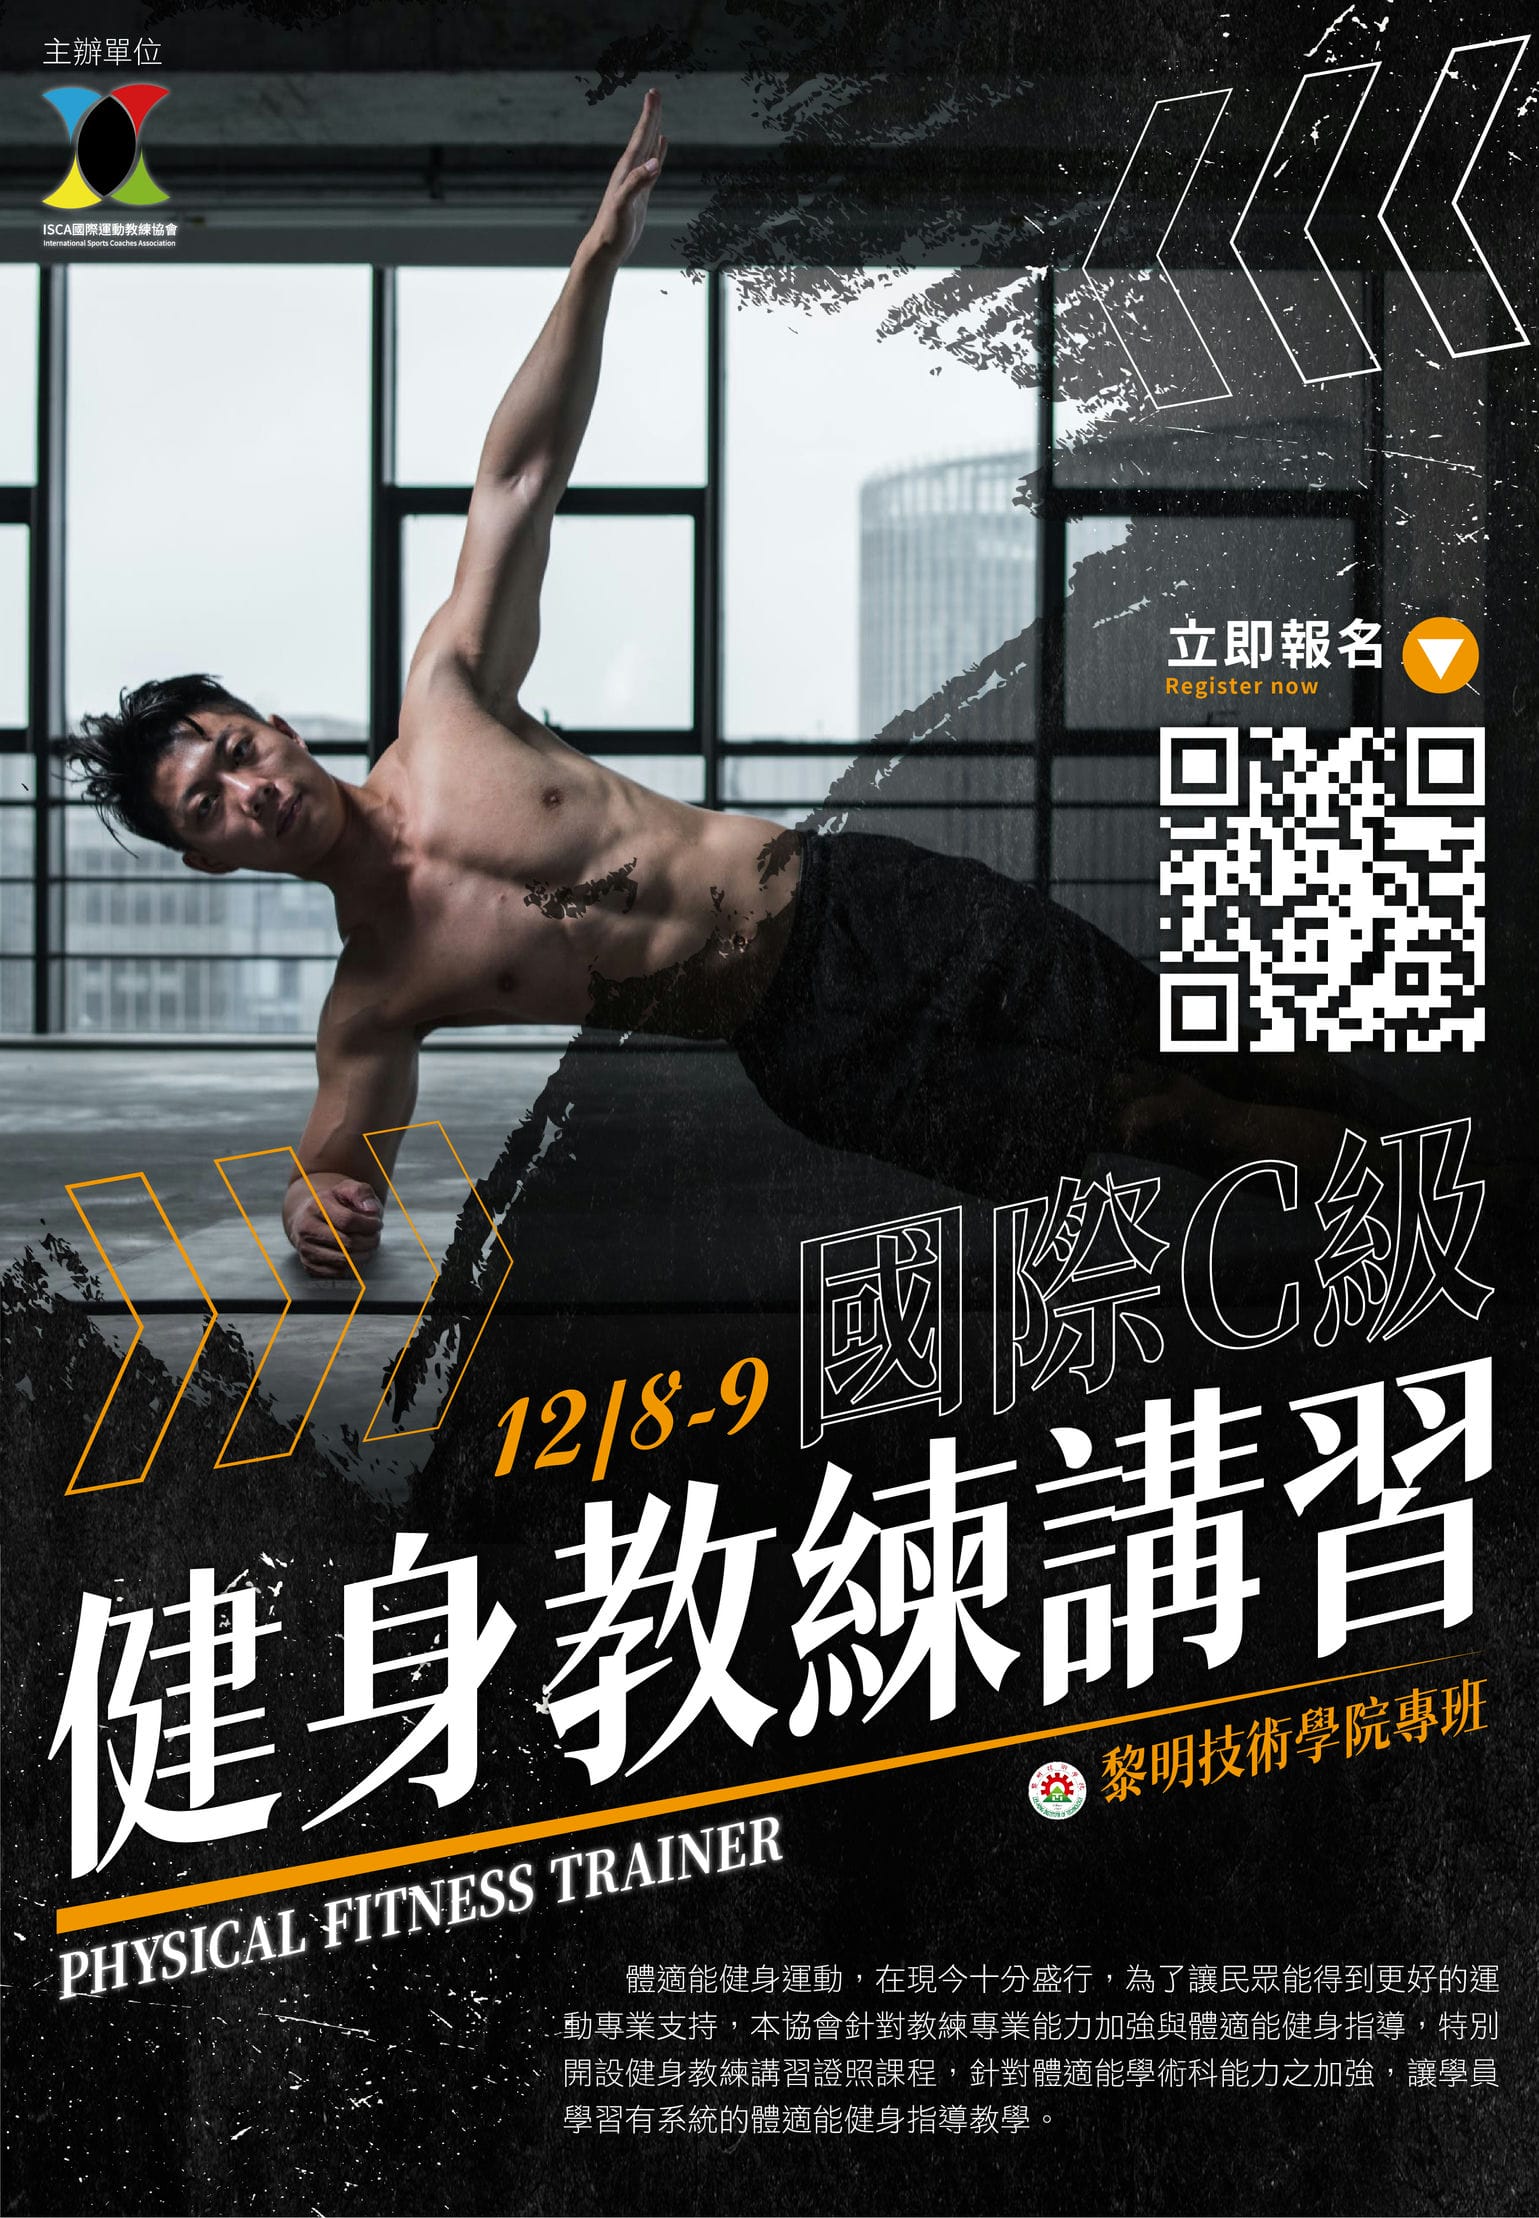 主辦單位
ISCA國際運動教練協會
International Sports Coaches Association
立即報名
Register now
12/8-9
國際C級
健身教練講習
黎明技術學院專班
PHYSICAL FITNESS TRAINER
體適能健身運動，在現今十分盛行，為了讓民眾能得到更好的運
動專業支持，本協會針對教練專業能力加強與體適能健身指導，特別
開設健身教練講習證照課程，針對體適能學術科能力之加強，讓學員
學習有系統的體適能健身指導教學。